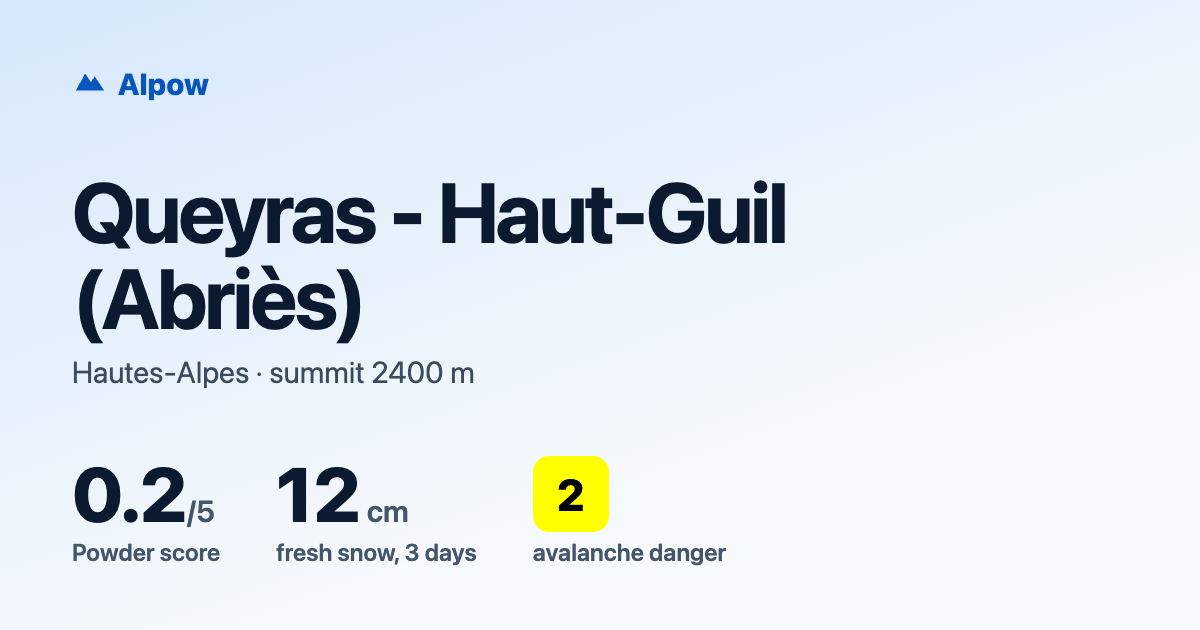 Alpow
Queyras - Haut-Guil
(Abriès)
Hautes-Alpes · summit 2400 m
0.2/5
Powder score
12 cm
fresh snow, 3 days
2
avalanche danger